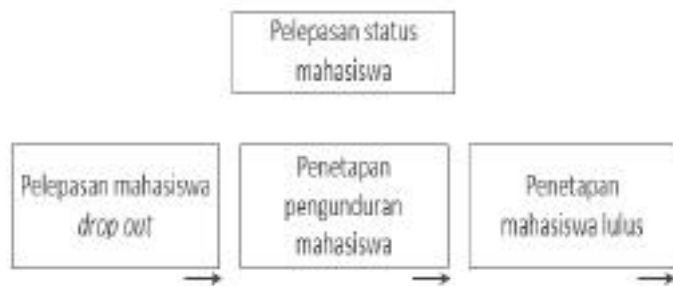 Pelepasan status
mahasiswa
Pelepasan mahasiswa
drop out
Penetapan
pengunduran
mahasiswa
Penetapan
mahasiswa lulus